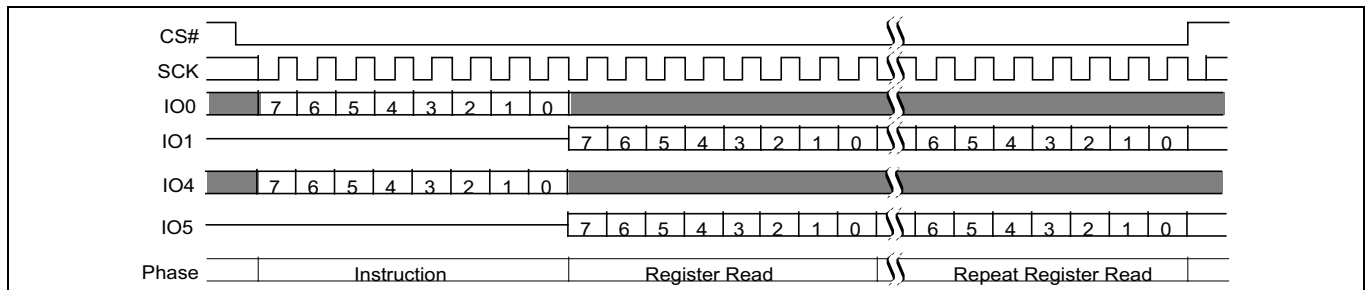 CS#
SCK
IO0 7 6 5 4 3 2 1 0
IO1 7 6 5 4 3 2 1 0 6 5 4 3 2 1 0
IO4 7 6 5 4 3 2 1 0
IO5 7 6 5 4 3 2 1 0 6 5 4 3 2 1 0
Phase Instruction Register Read Repeat Register Read